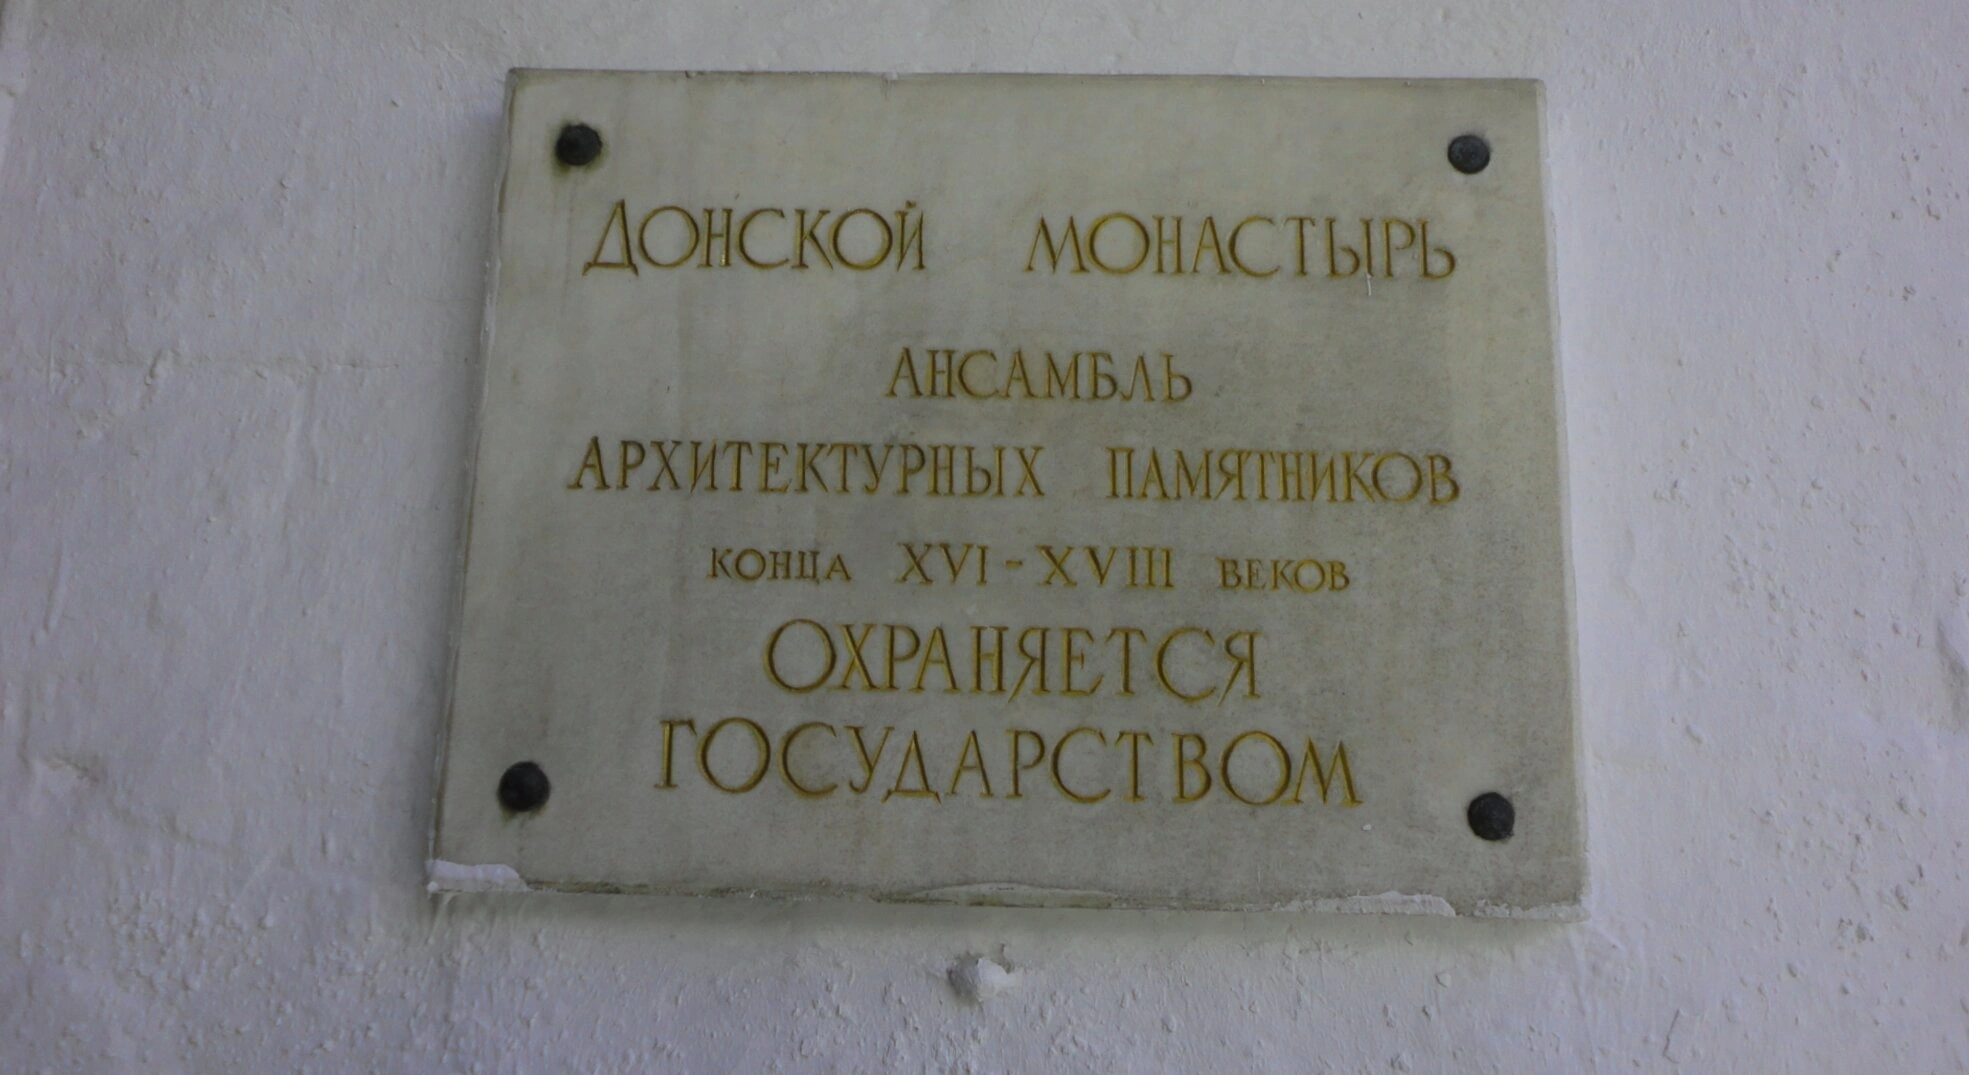 ДОНСКОЙ МОНАСТЫРЬ
АНСАМБЛЬ
АРХИТЕКТУРНЫХ ПАМЯТНИКОВ
КОНЦА XVI-XVIII ВЕКОВ
ОХРАНЯЕТСЯ
ГОСУДАРСТВОМ